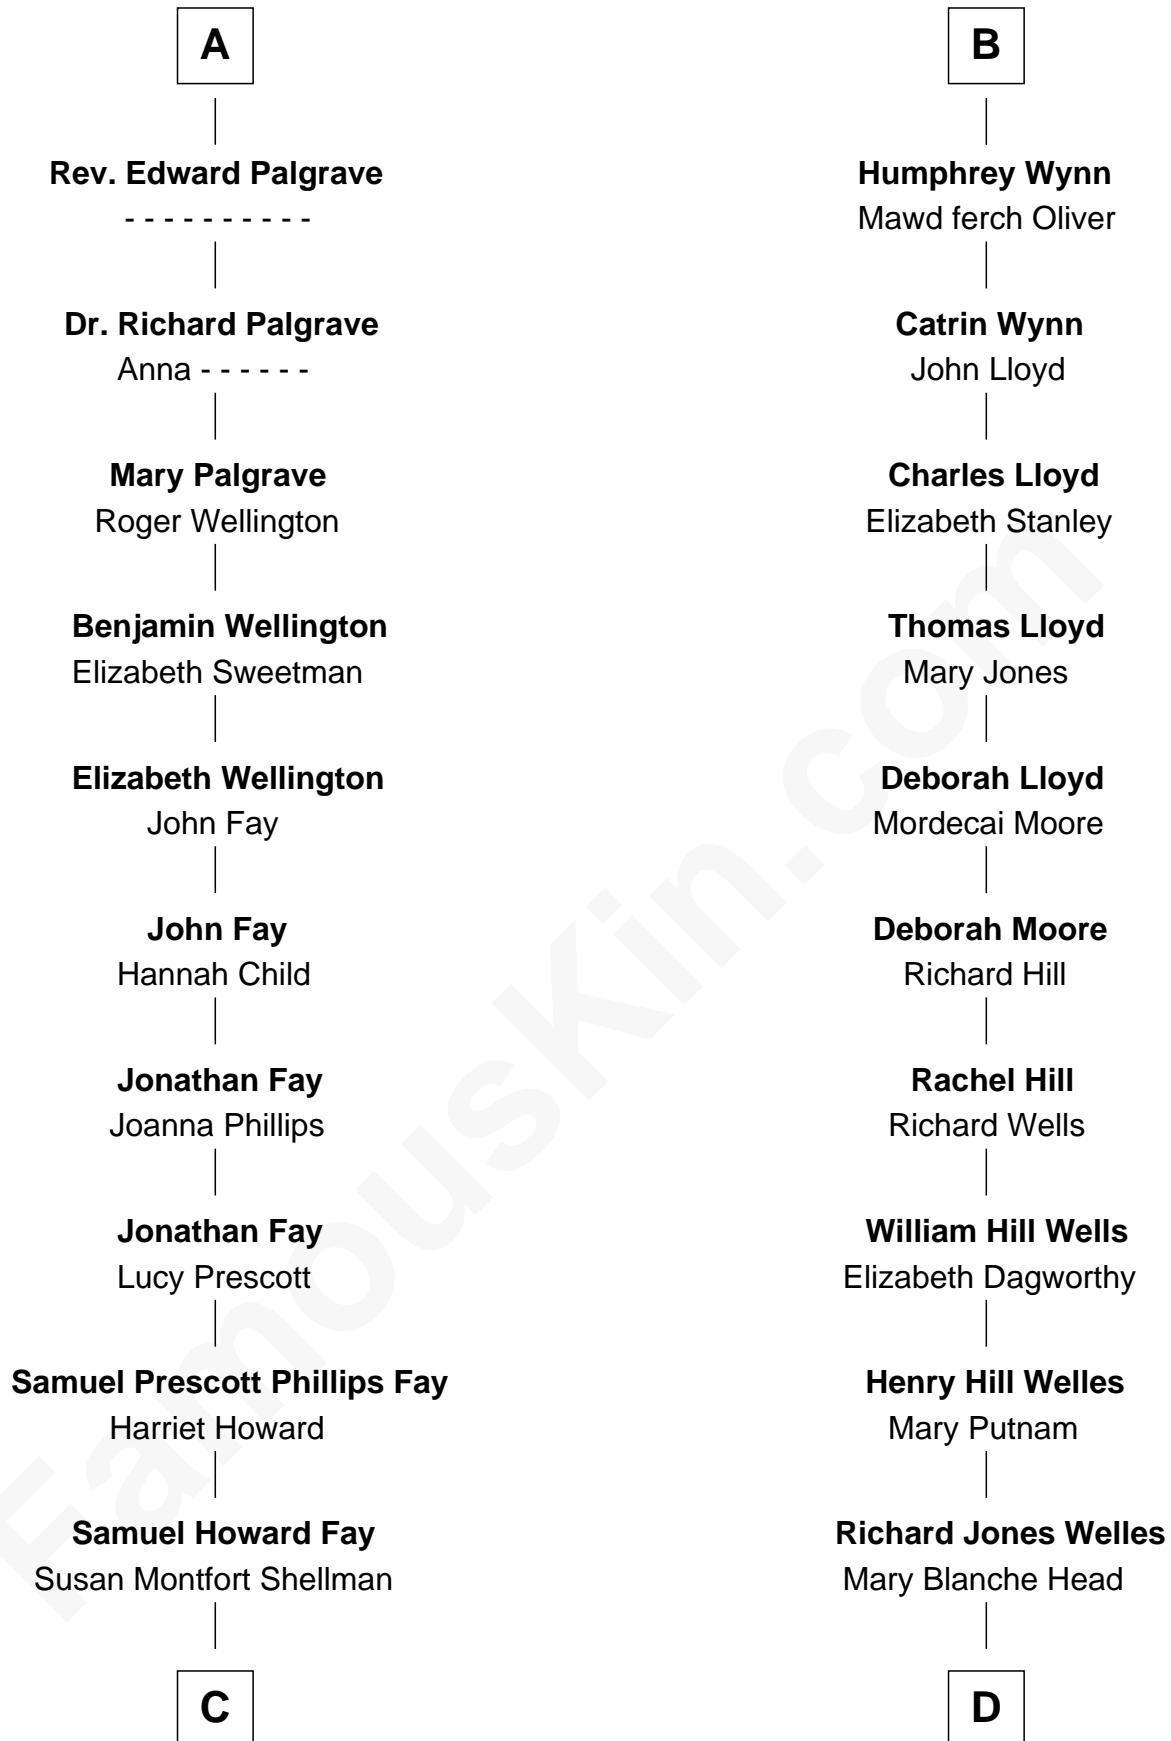 A
Rev. Edward Palgrave
- - - - - - - - - -
Dr. Richard Palgrave
Anna - - - - - -
Mary Palgrave
Roger Wellington
Benjamin Wellington
Elizabeth Sweetman
Elizabeth Wellington
John Fay
John Fay
Hannah Child
Jonathan Fay
Joanna Phillips
Jonathan Fay
Lucy Prescott
Samuel Prescott Phillips Fay
Harriet Howard
Samuel Howard Fay
Susan Montfort Shellman
C
B
Humphrey Wynn
Mawd ferch Oliver
Catrin Wynn
John Lloyd
Charles Lloyd
Elizabeth Stanley
Thomas Lloyd
Mary Jones
Deborah Lloyd
Mordecai Moore
Deborah Moore
Richard Hill
Rachel Hill
Richard Wells
William Hill Wells
Elizabeth Dagworthy
Henry Hill Welles
Mary Putnam
Richard Jones Welles
Mary Blanche Head
D
FamousKin.com